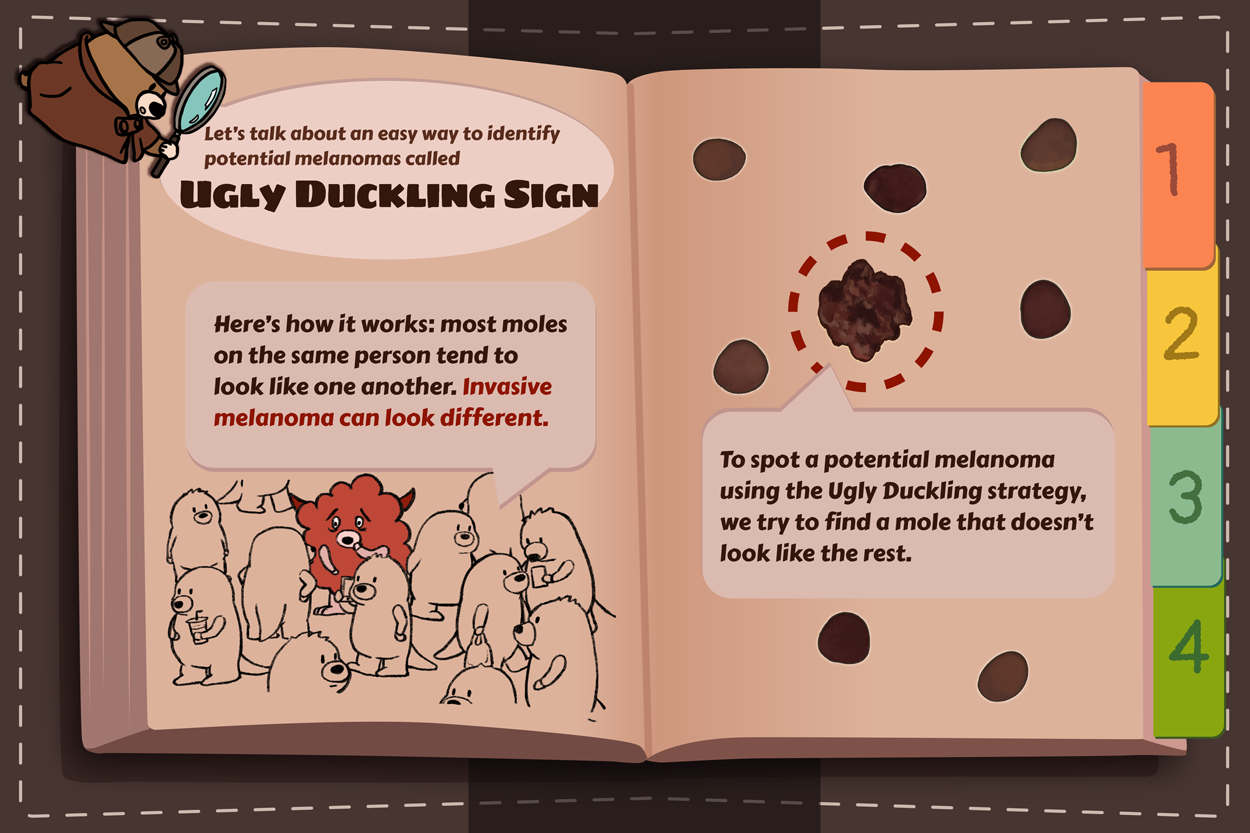 Let's talk about an easy way to identify
potential melanomas called
Ugly Duckling Sign
Here's how it works: most moles
on the same person tend to
look like one another. Invasive
melanoma can look different.
To spot a potential melanoma
using the Ugly Duckling strategy,
we try to find a mole that doesn't
look like the rest.
1
2
3
4